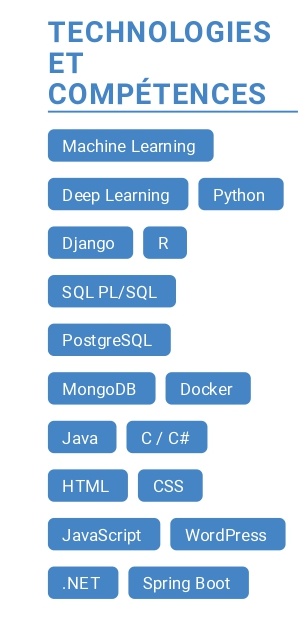 TECHNOLOGIES
ET
COMPÉTENCES
Machine Learning
Deep Learning Python
Django R
SQL PL/SQL
PostgreSQL
MongoDB Docker
Java C / C#
HTML CSS
JavaScript WordPress
.NET Spring Boot